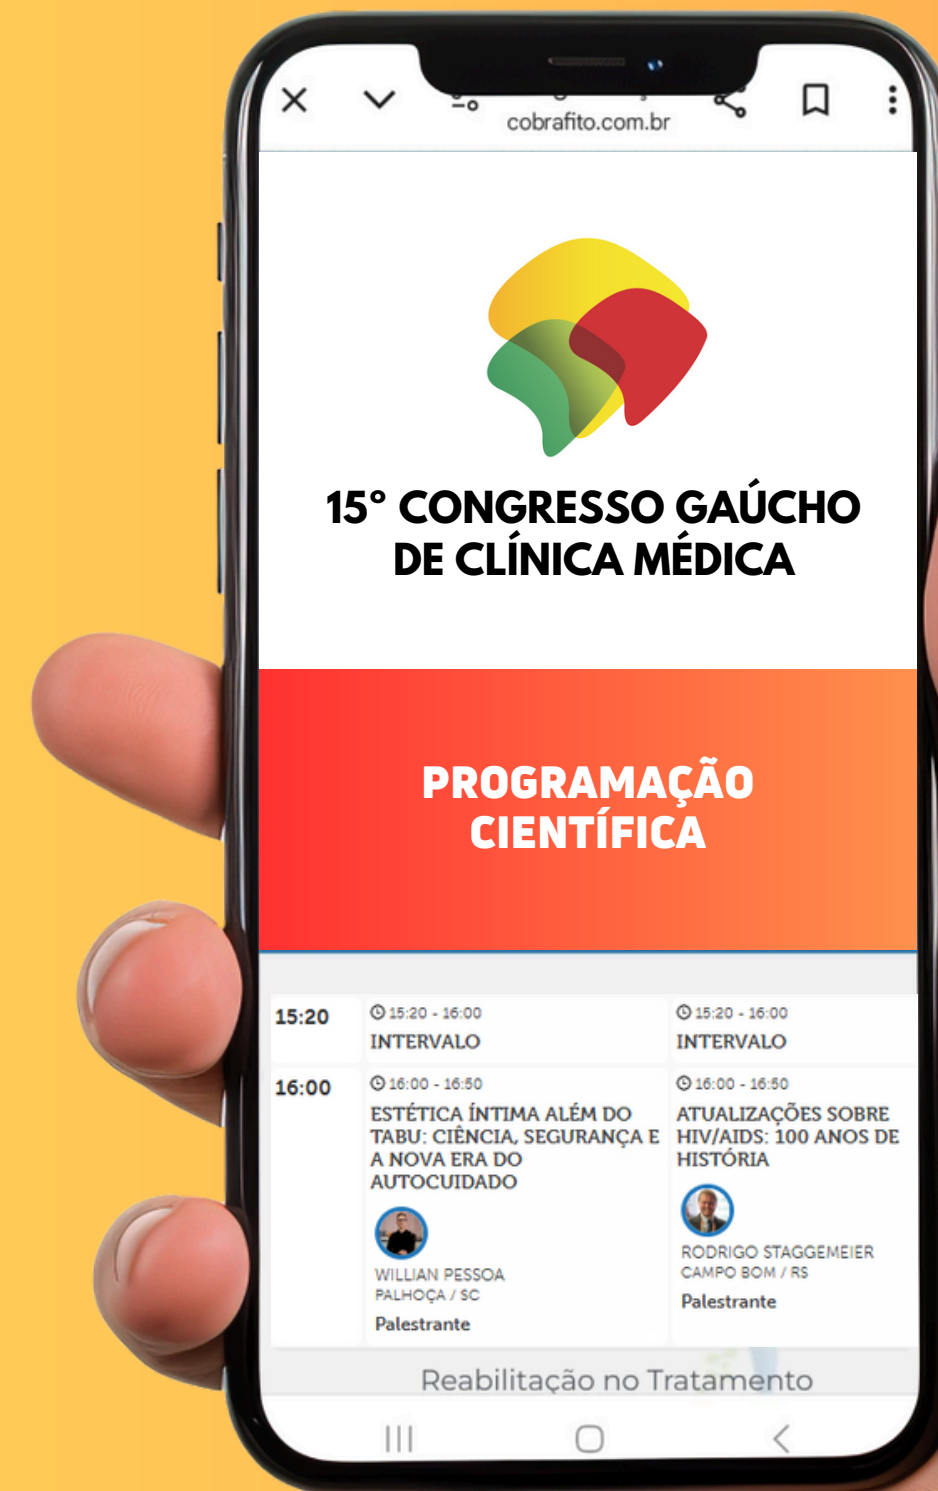 cobrafito.com.br
15º CONGRESSO GAÚCHO
DE CLÍNICA MÉDICA
PROGRAMAÇÃO
CIENTÍFICA
15:20
15:20 - 16:00
INTERVALO
15:20 - 16:00
INTERVALO
16:00
16:00 - 16:50
ESTÉTICA ÍNTIMA ALÉM DO
TABU: CIÊNCIA, SEGURANÇA E
A NOVA ERA DO
AUTOCUIDADO
WILLIAN PESSOA
PALHOÇA / SC
Palestrante
16:00 - 16:50
ATUALIZAÇÕES SOBRE
HIV/AIDS: 100 ANOS DE
HISTÓRIA
RODRIGO STAGGEMEIER
CAMPO BOM / RS
Palestrante
Reabilitação no Tratamento